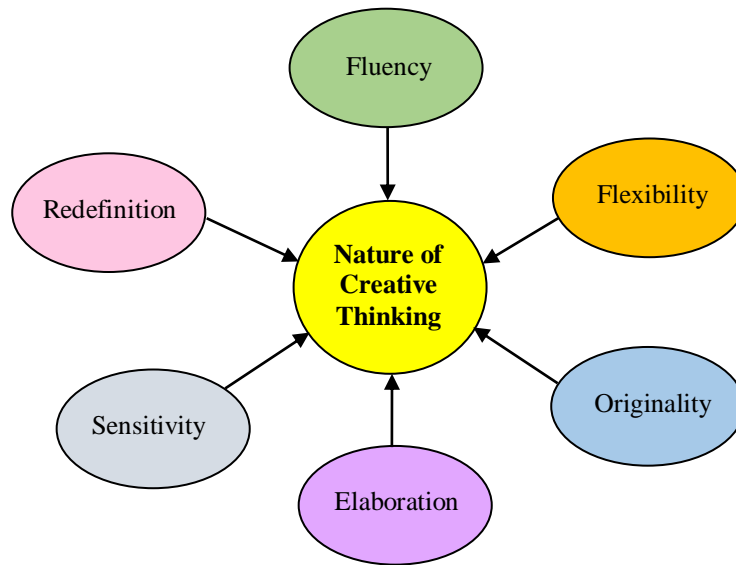 Fluency
Flexibility
Redefinition
Nature of
Creative
Thinking
Originality
Sensitivity
Elaboration